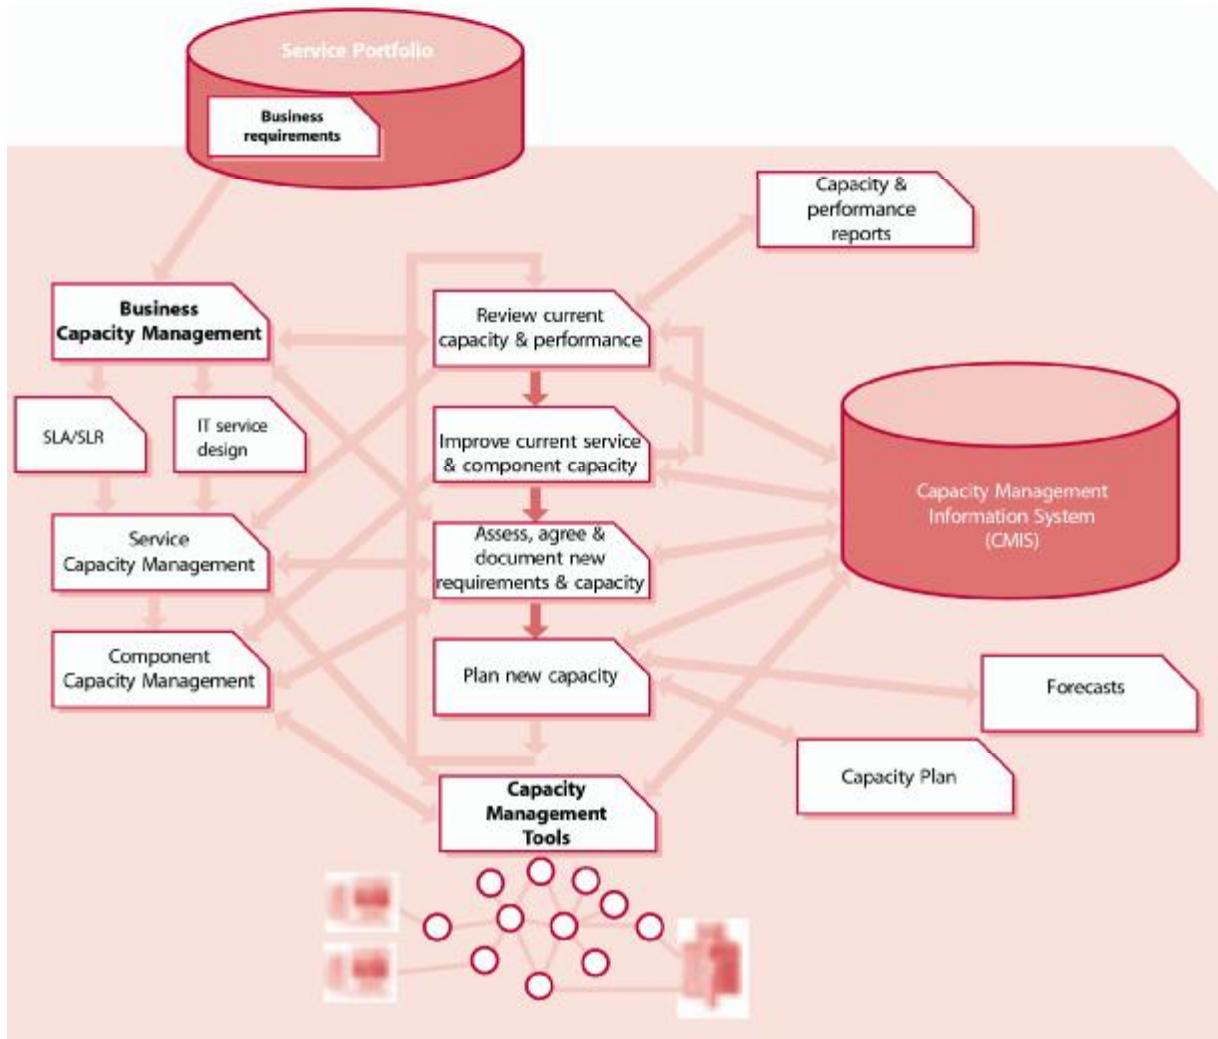 Service Portfolio
Business
requirements
Capacity &
performance
reports
Business
Capacity Management
Review current
capacity & performance
SLA/SLR
IT service
design
Improve current service
& component capacity
Capacity Management
Information System
(CMIS)
Service
Capacity Management
Assess, agree &
document new
requirements & capacity
Component
Capacity Management
Plan new capacity
Forecasts
Capacity Plan
Capacity
Management
Tools